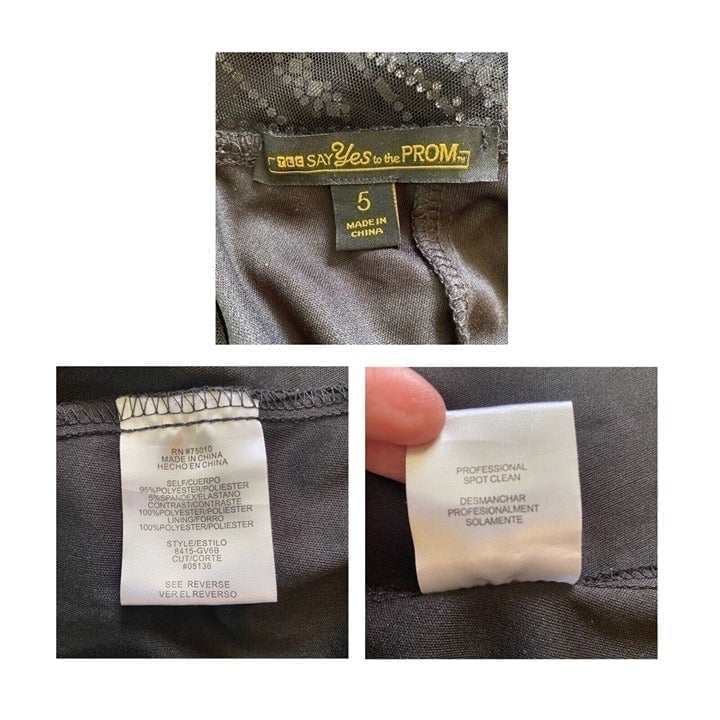 TLC SAY Yes to the PROM™
5
MADE IN
CHINA
RN #75010
MADE IN CHINA
HECHO EN CHINA
SELF/CUERPO
95%POLYESTER/POLIESTER
5%SPANDEX/ELASTANO
CONTRAST/CONTRASTE
100%POLYESTER/POLIESTER
LINING/FORRO
100%POLYESTER/POLIESTER
STYLE/ESTILO
8415-GV6B
CUT/CORTE
#05136
SEE REVERSE
VER EL REVERSO
PROFESSIONAL
SPOT CLEAN
DESMANCHAR
PROFESIONALMENT
SOLAMENTE